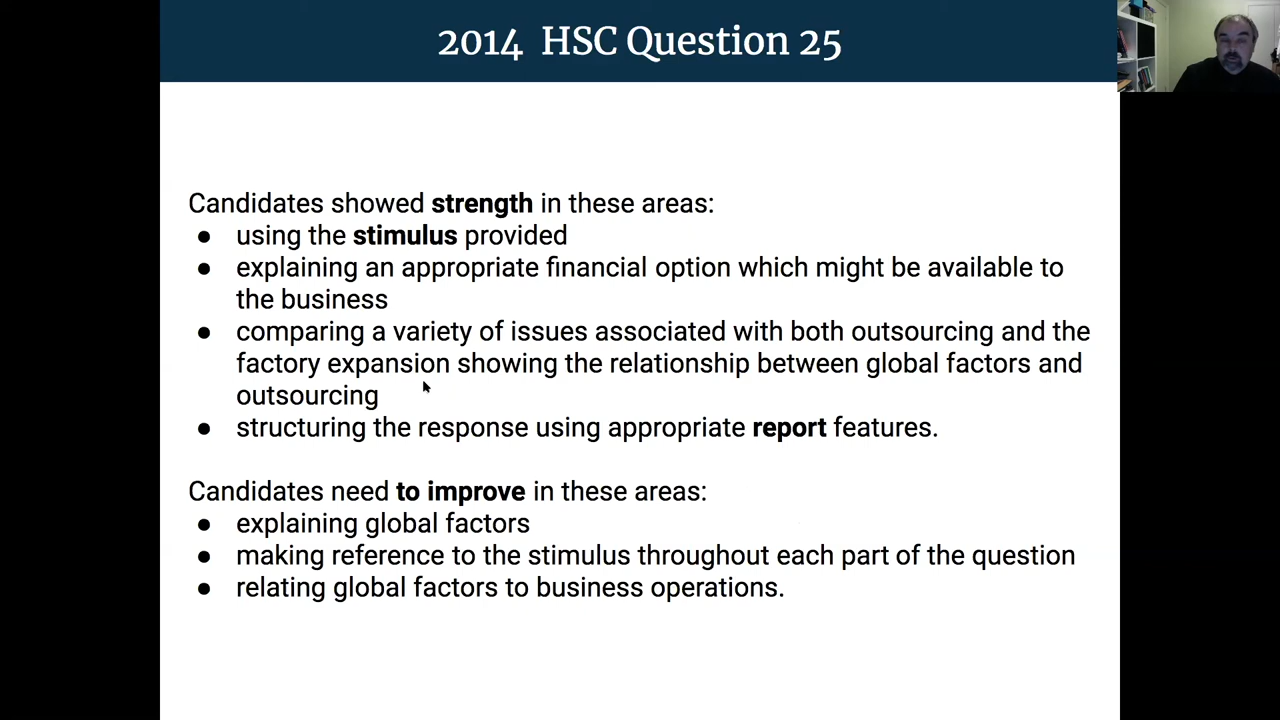 2014 HSC Question 25
Candidates showed strength in these areas:
● using the stimulus provided
● explaining an appropriate financial option which might be available to
the business
● comparing a variety of issues associated with both outsourcing and the
factory expansion showing the relationship between global factors and
outsourcing
● structuring the response using appropriate report features.
Candidates need to improve in these areas:
● explaining global factors
● making reference to the stimulus throughout each part of the question
● relating global factors to business operations.